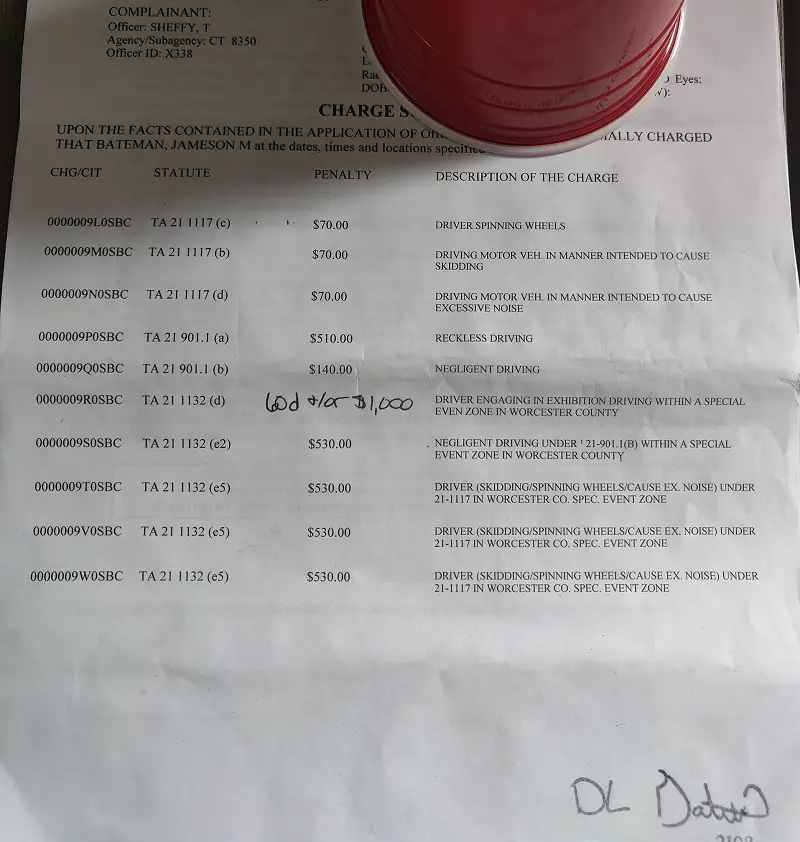 COMPLAINANT:
Officer: SHEFFY, T
Agency/Subagency: CT 8350
Officer ID: X338
Eyes:
DOB
CHARGE
UPON THE FACTS CONTAINED IN THE APPLICATION OF CHARGED
THAT BATEMAN, JAMESON M at the dates, times and locations
CHG/CIT STATUTE PENALTY DESCRIPTION OF THE CHARGE
0000009L0SBC TA 21 1117 (c) $70.00 DRIVER SPINNING WHEELS
0000009M0SBC TA 21 1117 (b) $70.00 DRIVING MOTOR VEH. IN MANNER INTENDED TO CAUSE
SKIDDING
0000009N0SBC TA 21 1117 (d) $70.00 DRIVING MOTOR VEH. IN MANNER INTENDED TO CAUSE
EXCESSIVE NOISE
0000009P0SBC TA 21 901.1 (a) $510.00 RECKLESS DRIVING
0000009Q0SBC TA 21 901.1 (b) $140.00 NEGLIGENT DRIVING
0000009R0SBC TA 21 1132 (d) 60d +/or $1,000 DRIVER ENGAGING IN EXHIBITION DRIVING WITHIN A SPECIAL
EVEN ZONE IN WORCESTER COUNTY
0000009S0SBC TA 21 1132 (e2) $530.00 NEGLIGENT DRIVING UNDER ' 21-901.1(B) WITHIN A SPECIAL
EVENT ZONE IN WORCESTER COUNTY
0000009T0SBC TA 21 1132 (e5) $530.00 DRIVER (SKIDDING/SPINNING WHEELS/CAUSE EX. NOISE) UNDER
21-1117 IN WORCESTER CO. SPEC. EVENT ZONE
0000009V0SBC TA 21 1132 (e5) $530.00 DRIVER (SKIDDING/SPINNING WHEELS/CAUSE EX. NOISE) UNDER
21-1117 IN WORCESTER CO. SPEC. EVENT ZONE
0000009W0SBC TA 21 1132 (e5) $530.00 DRIVER (SKIDDING/SPINNING WHEELS/CAUSE EX. NOISE) UNDER
21-1117 IN WORCESTER CO. SPEC. EVENT ZONE
DL